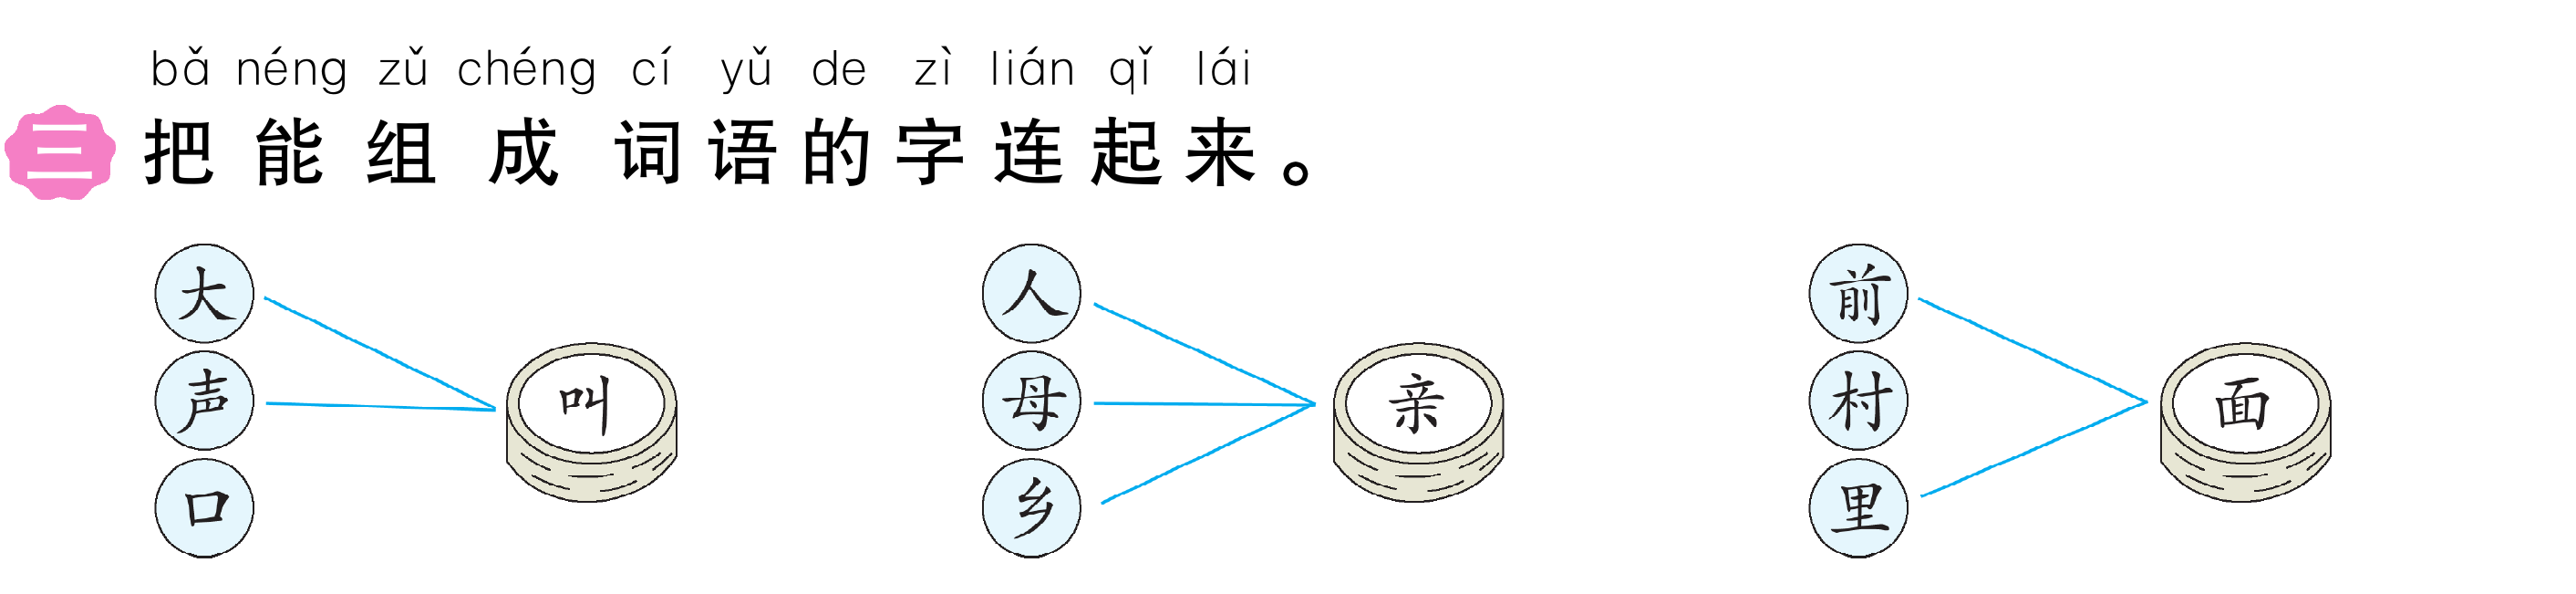 bǎ néng zǔ chéng cí yǔ de zì lián qǐ lái
三 把能组成词语的字连起来。
大 人 前
声 叫 母 亲 村 面
口 乡 里